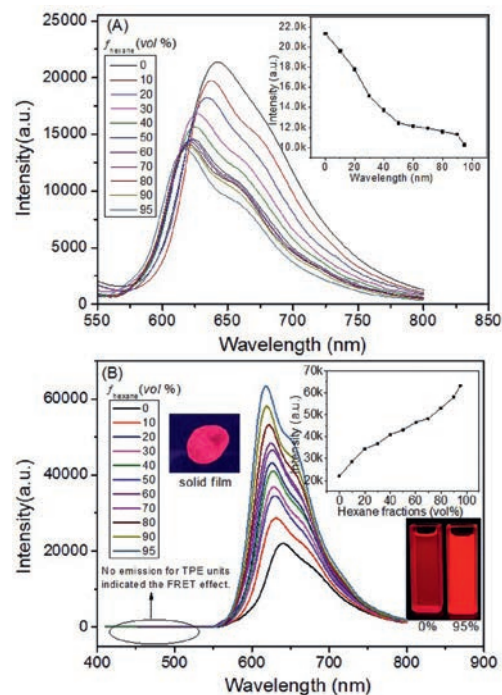 (A)
f hexane (vol %)
0
10
20
30
40
50
60
70
80
90
95
Intensity(a.u.)
25000
20000
15000
10000
5000
0
550 600 650 700 750 800 850
Wavelength (nm)
Intensity (a.u.)
22.0k
20.0k
18.0k
16.0k
14.0k
12.0k
10.0k
0 20 40 60 80 100
Wavelength (nm)
(B)
f hexane (vol %)
0
10
20
30
40
50
60
70
80
90
95
solid film
No emission for TPE units
indicated the FRET effect.
Intensity(a.u.)
60000
40000
20000
0
400 500 600 700 800 900
Wavelength (nm)
Intensity (a.u.)
70k
60k
50k
40k
30k
20k
0 20 40 60 80 100
Hexane fractions (vol%)
0% 95%